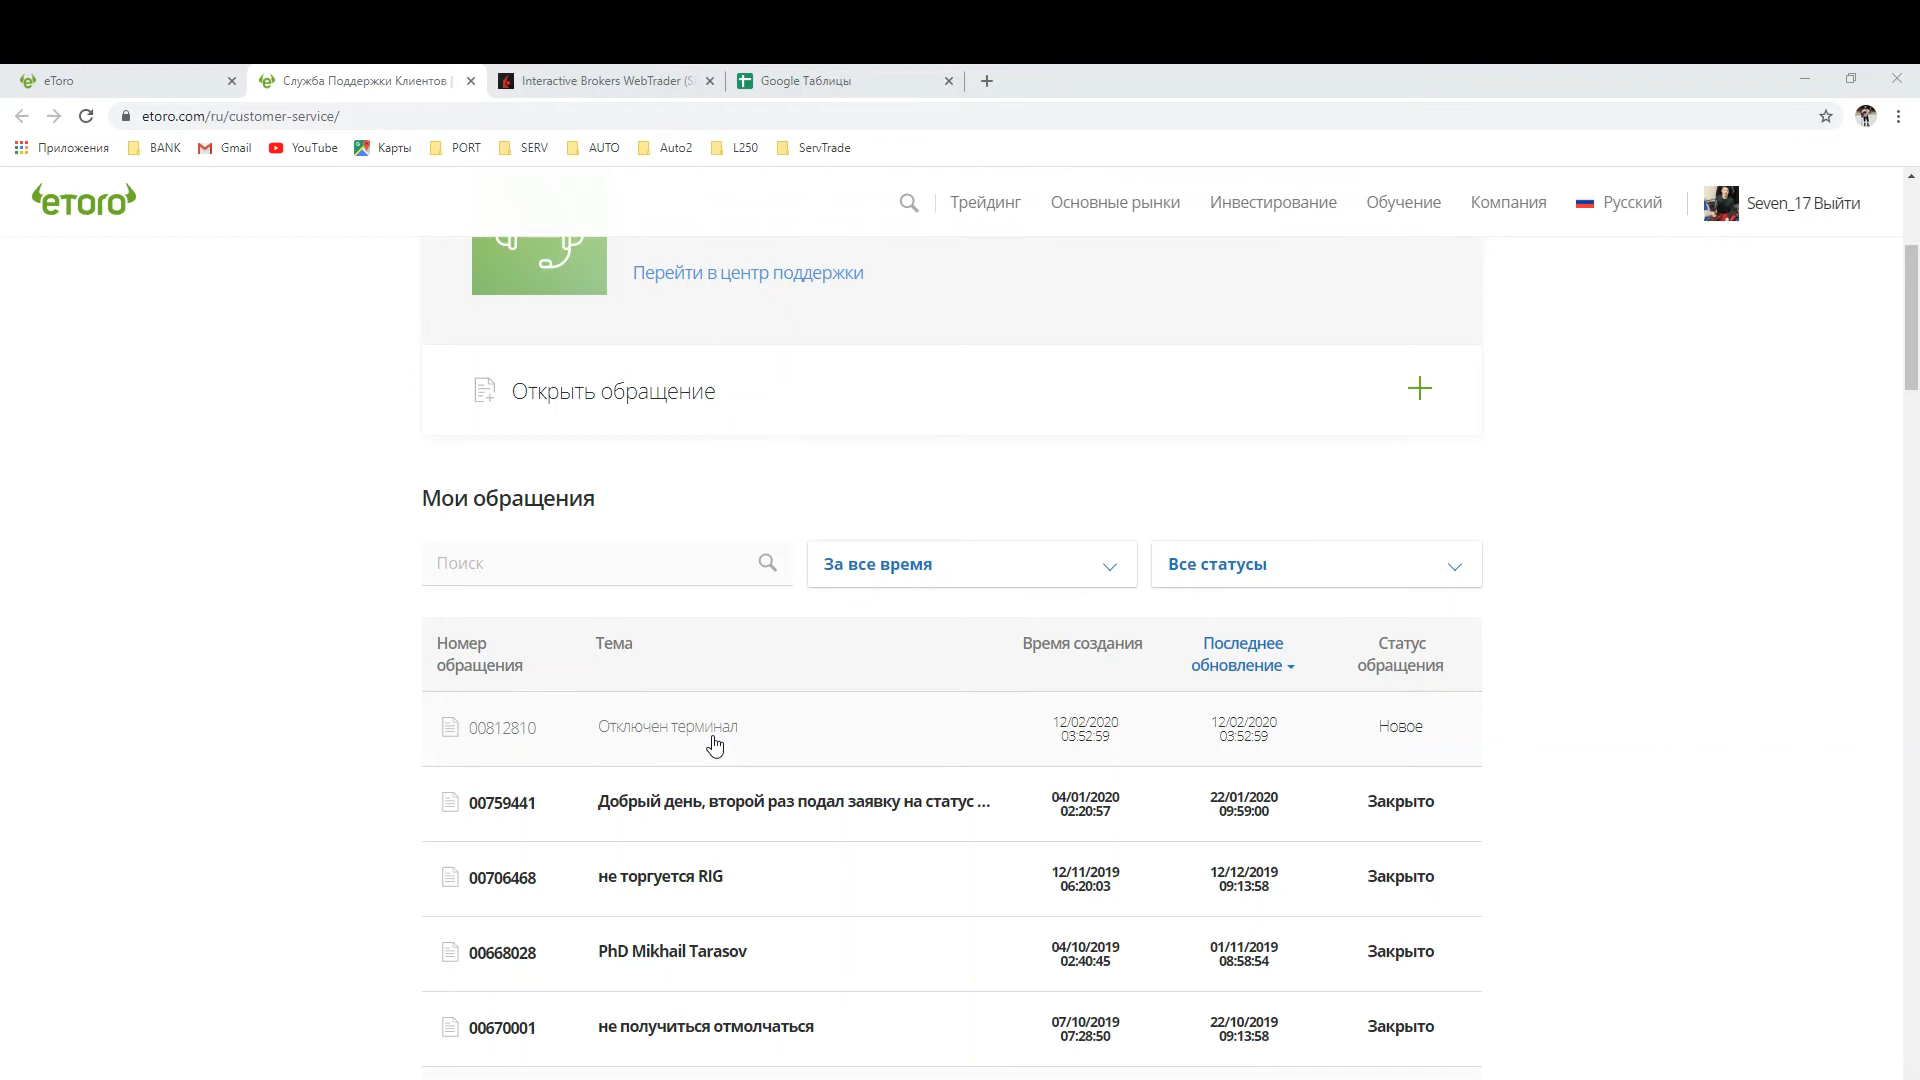 eToro
Служба Поддержки Клиентов |
Interactive Brokers WebTrader (S
Google Таблицы
etoro.com/ru/customer-service/
Приложения
BANK
Gmail
YouTube
Карты
PORT
SERV
AUTO
Auto2
L250
ServTrade
eToro
Трейдинг
Основные рынки
Инвестирование
Обучение
Компания
Русский
Seven_17 Выйти
Перейти в центр поддержки
Открыть обращение
Мои обращения
Поиск
За все время
Все статусы
Номер
обращения
Тема
Время создания
Последнее
обновление
Статус
обращения
00812810
Отключен терминал
12/02/2020
03:52:59
12/02/2020
03:52:59
Новое
00759441
Добрый день, второй раз подал заявку на статус ...
04/01/2020
02:20:57
22/01/2020
09:59:00
Закрыто
00706468
не торгуется RIG
12/11/2019
06:20:03
12/12/2019
09:13:58
Закрыто
00668028
PhD Mikhail Tarasov
04/10/2019
02:40:45
01/11/2019
08:58:54
Закрыто
00670001
не получиться отмолчаться
07/10/2019
07:28:50
22/10/2019
09:13:58
Закрыто